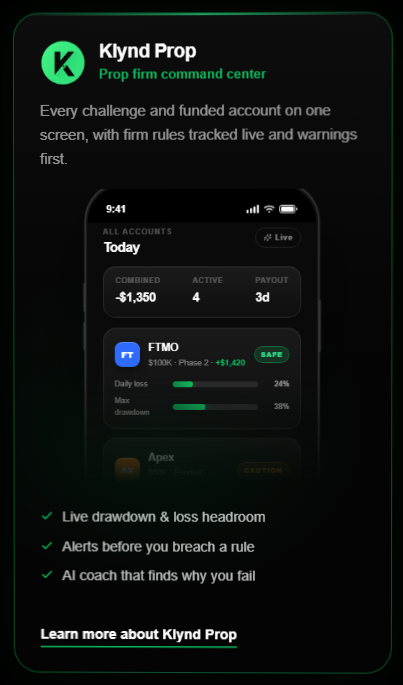 Klynd Prop
Prop firm command center
Every challenge and funded account on one
screen, with firm rules tracked live and warnings
first.
9:41
ALL ACCOUNTS
Today
Live
COMBINED ACTIVE PAYOUT
-$1,350 4 3d
FT
FTMO
$100K · Phase 2 · +$1,420
SAFE
Daily loss 24%
Max
drawdown
38%
Apex
CAUTION
Live drawdown & loss headroom
Alerts before you breach a rule
AI coach that finds why you fail
Learn more about Klynd Prop